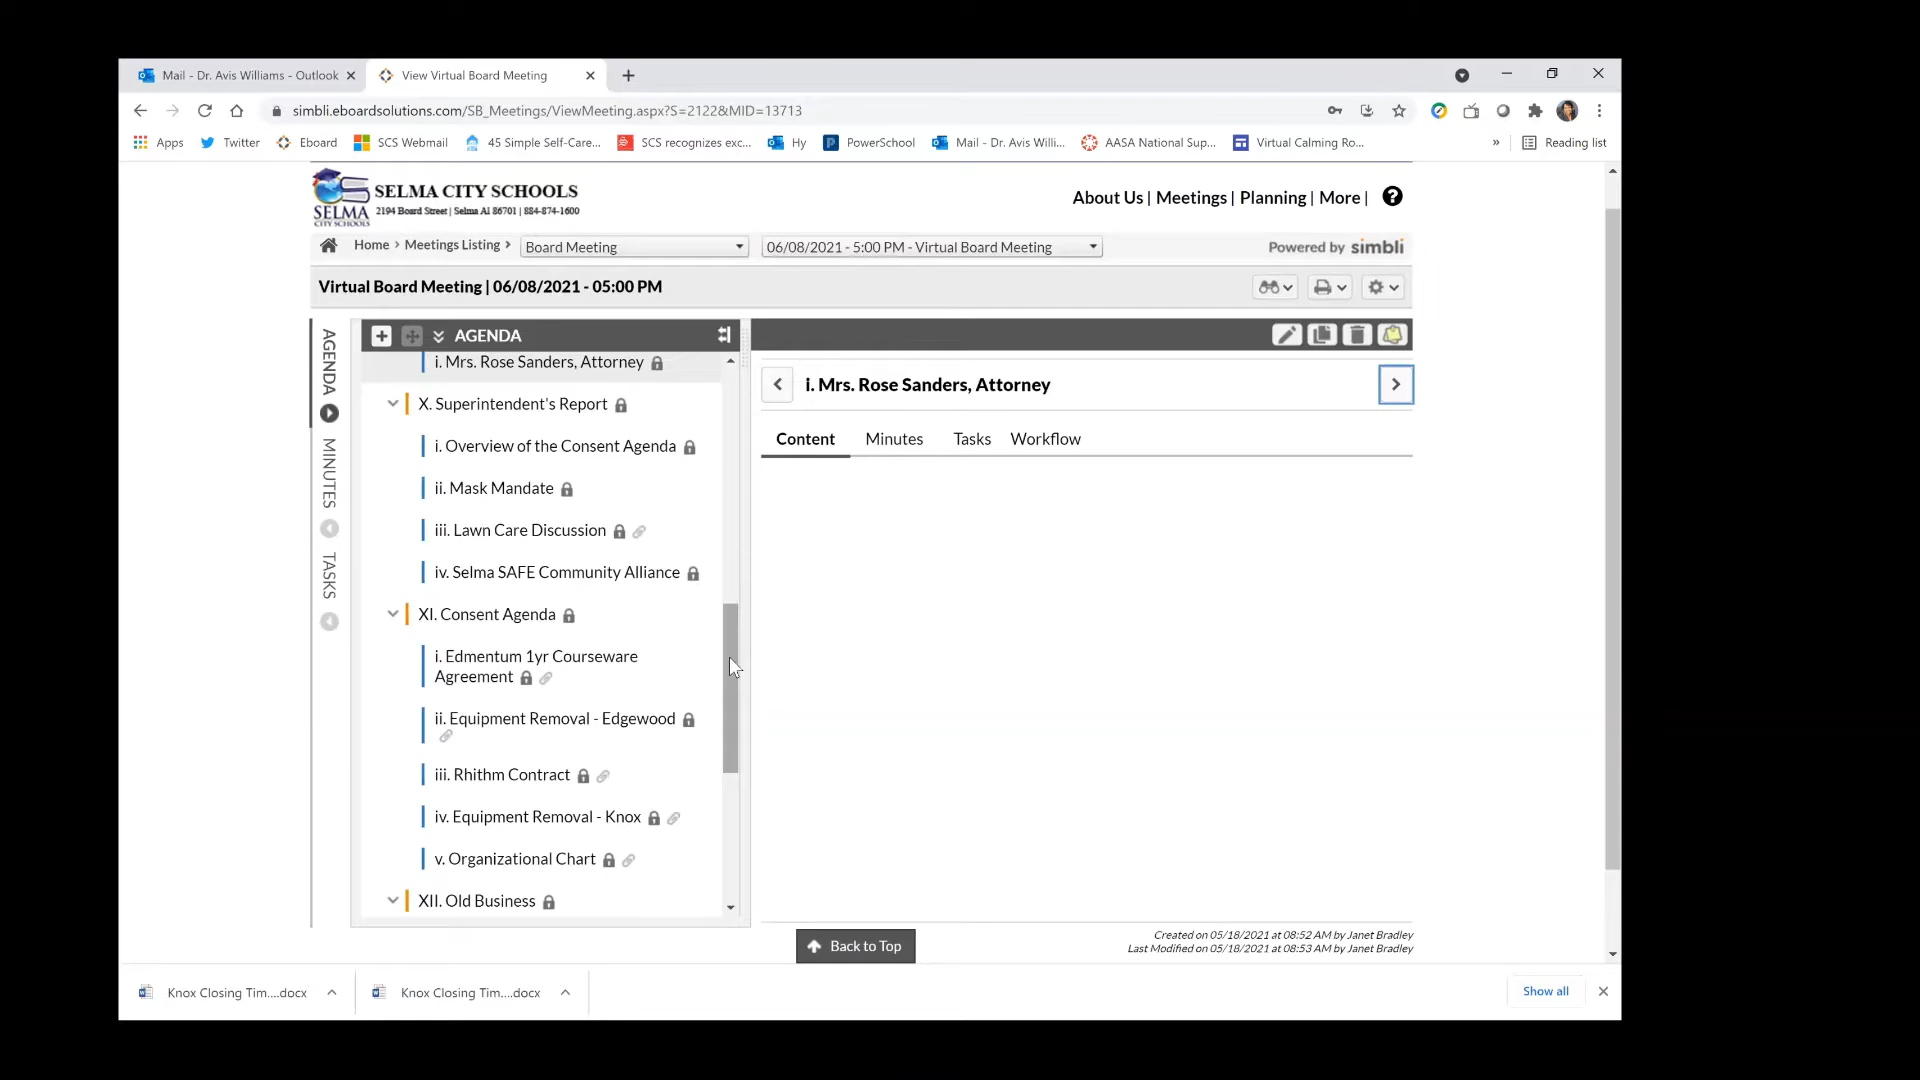 Mail - Dr. Avis Williams - Outlook
View Virtual Board Meeting
simbli.eboardsolutions.com/SB_Meetings/ViewMeeting.aspx?S=2122&MID=13713
Apps
Twitter
Eboard
SCS Webmail
45 Simple Self-Care...
SCS recognizes exc...
Hy
PowerSchool
Mail - Dr. Avis Willi...
AASA National Sup...
Virtual Calming Ro...
»
Reading list
SELMA CITY SCHOOLS
2194 Board Street | Selma Al 86701 | 884-874-1600
SELMA
CITY SCHOOLS
About Us | Meetings | Planning | More |
Home > Meetings Listing >
Board Meeting
06/08/2021 - 5:00 PM - Virtual Board Meeting
Powered by simbli
Virtual Board Meeting | 06/08/2021 - 05:00 PM
AGENDA
MINUTES
TASKS
AGENDA
i. Mrs. Rose Sanders, Attorney
X. Superintendent's Report
i. Overview of the Consent Agenda
ii. Mask Mandate
iii. Lawn Care Discussion
iv. Selma SAFE Community Alliance
XI. Consent Agenda
i. Edmentum 1yr Courseware
Agreement
ii. Equipment Removal - Edgewood
iii. Rhithm Contract
iv. Equipment Removal - Knox
v. Organizational Chart
XII. Old Business
i. Mrs. Rose Sanders, Attorney
Content
Minutes
Tasks
Workflow
Created on 05/18/2021 at 08:52 AM by Janet Bradley
Last Modified on 05/18/2021 at 08:53 AM by Janet Bradley
Back to Top
Knox Closing Tim....docx
Knox Closing Tim....docx
Show all